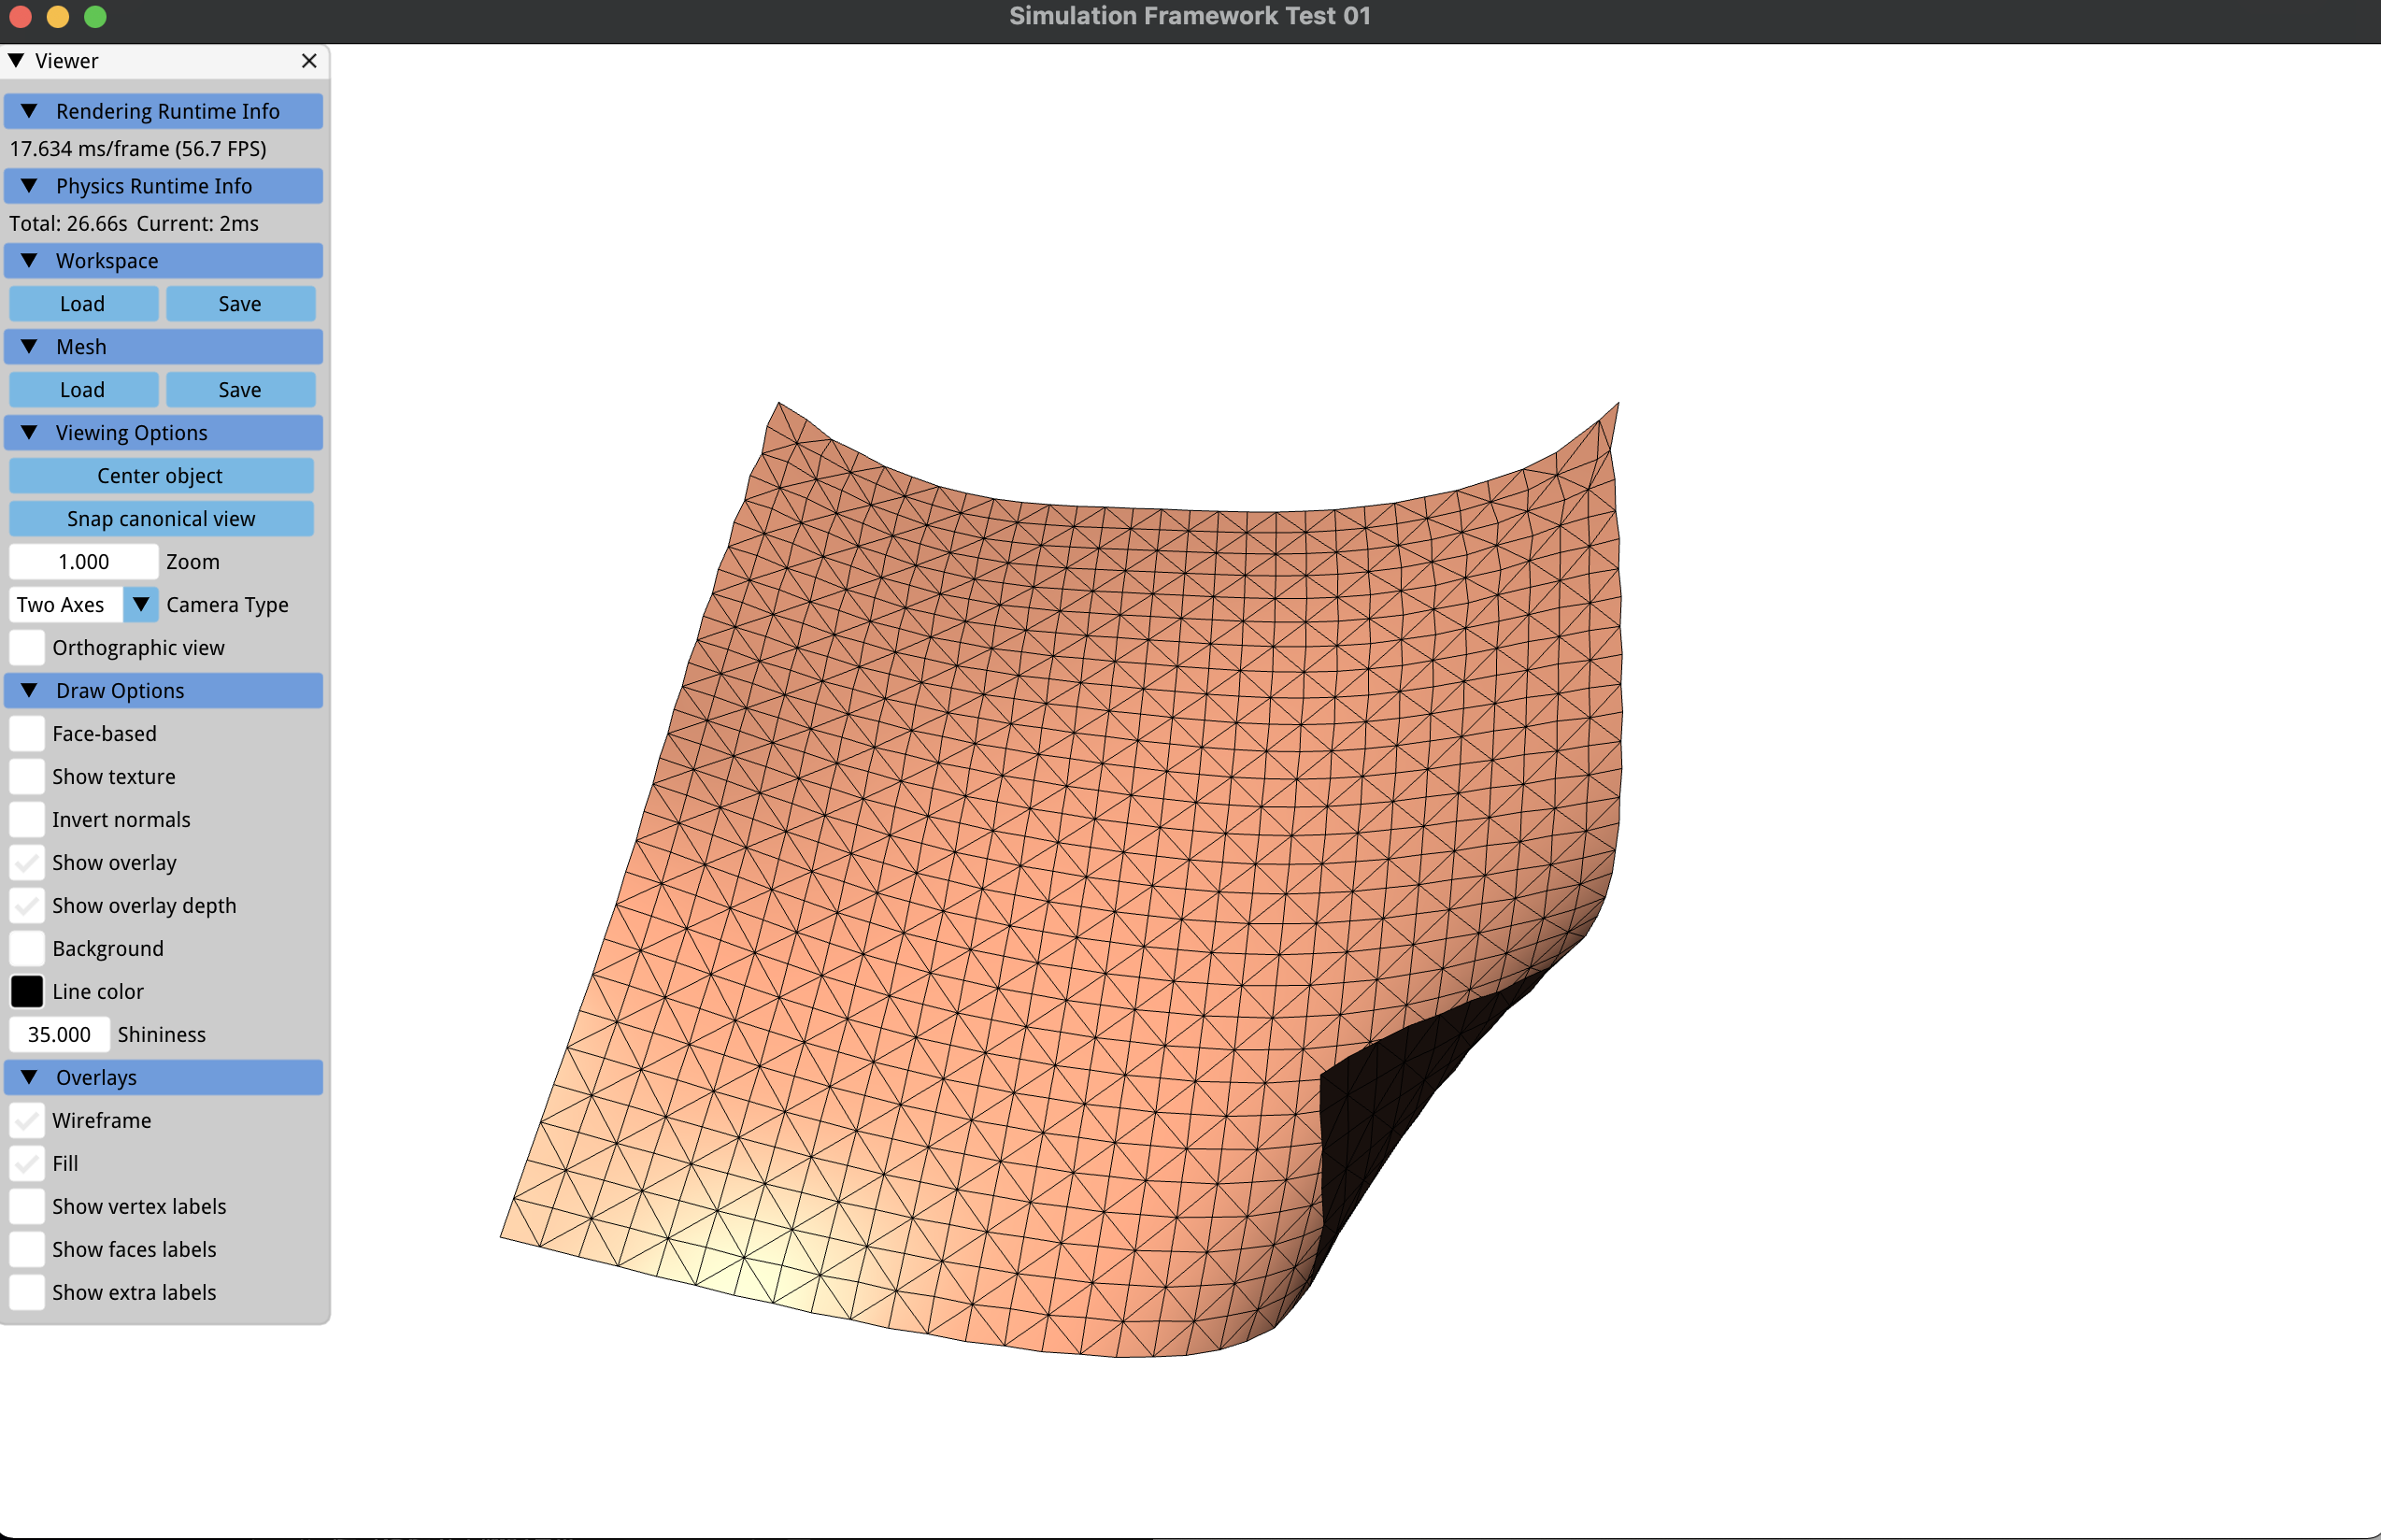 Simulation Framework Test 01
Viewer
Rendering Runtime Info
17.634 ms/frame (56.7 FPS)
Physics Runtime Info
Total: 26.66s Current: 2ms
Workspace
Load Save
Mesh
Load Save
Viewing Options
Center object
Snap canonical view
1.000 Zoom
Two Axes Camera Type
Orthographic view
Draw Options
Face-based
Show texture
Invert normals
Show overlay
Show overlay depth
Background
Line color
35.000 Shininess
Overlays
Wireframe
Fill
Show vertex labels
Show faces labels
Show extra labels